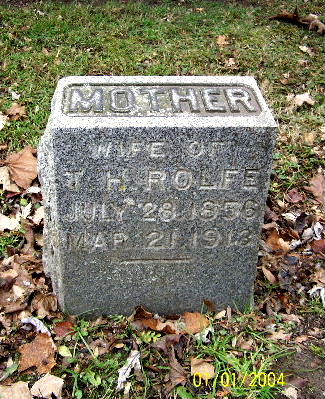 MOTHER
WIFE OF
T. H. ROLFE
JULY 28 1856
MAR 21 1913
01/01/2004